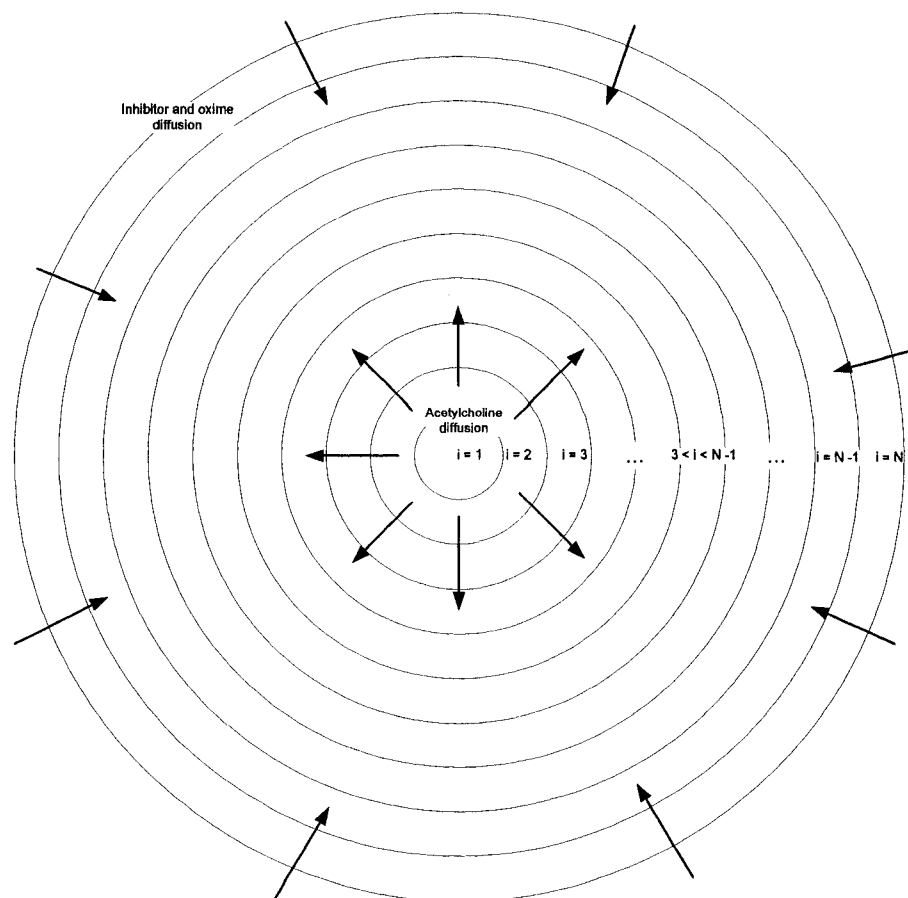 Inhibitor and oxime
diffusion
Acetylcholine
diffusion
i = 1 i = 2 i = 3 ... 3 < i < N -1 ... i = N -1 i = N